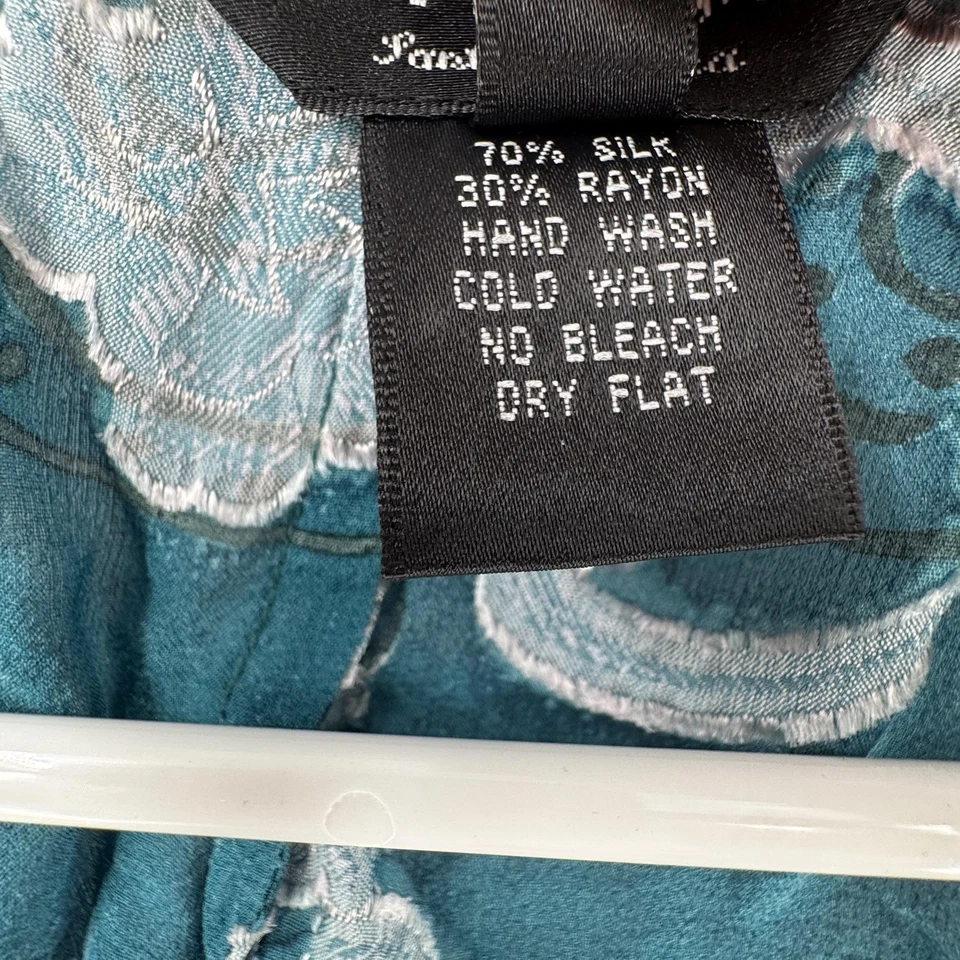 70% SILK
30% RAYON
HAND WASH
COLD WATER
NO BLEACH
DRY FLAT